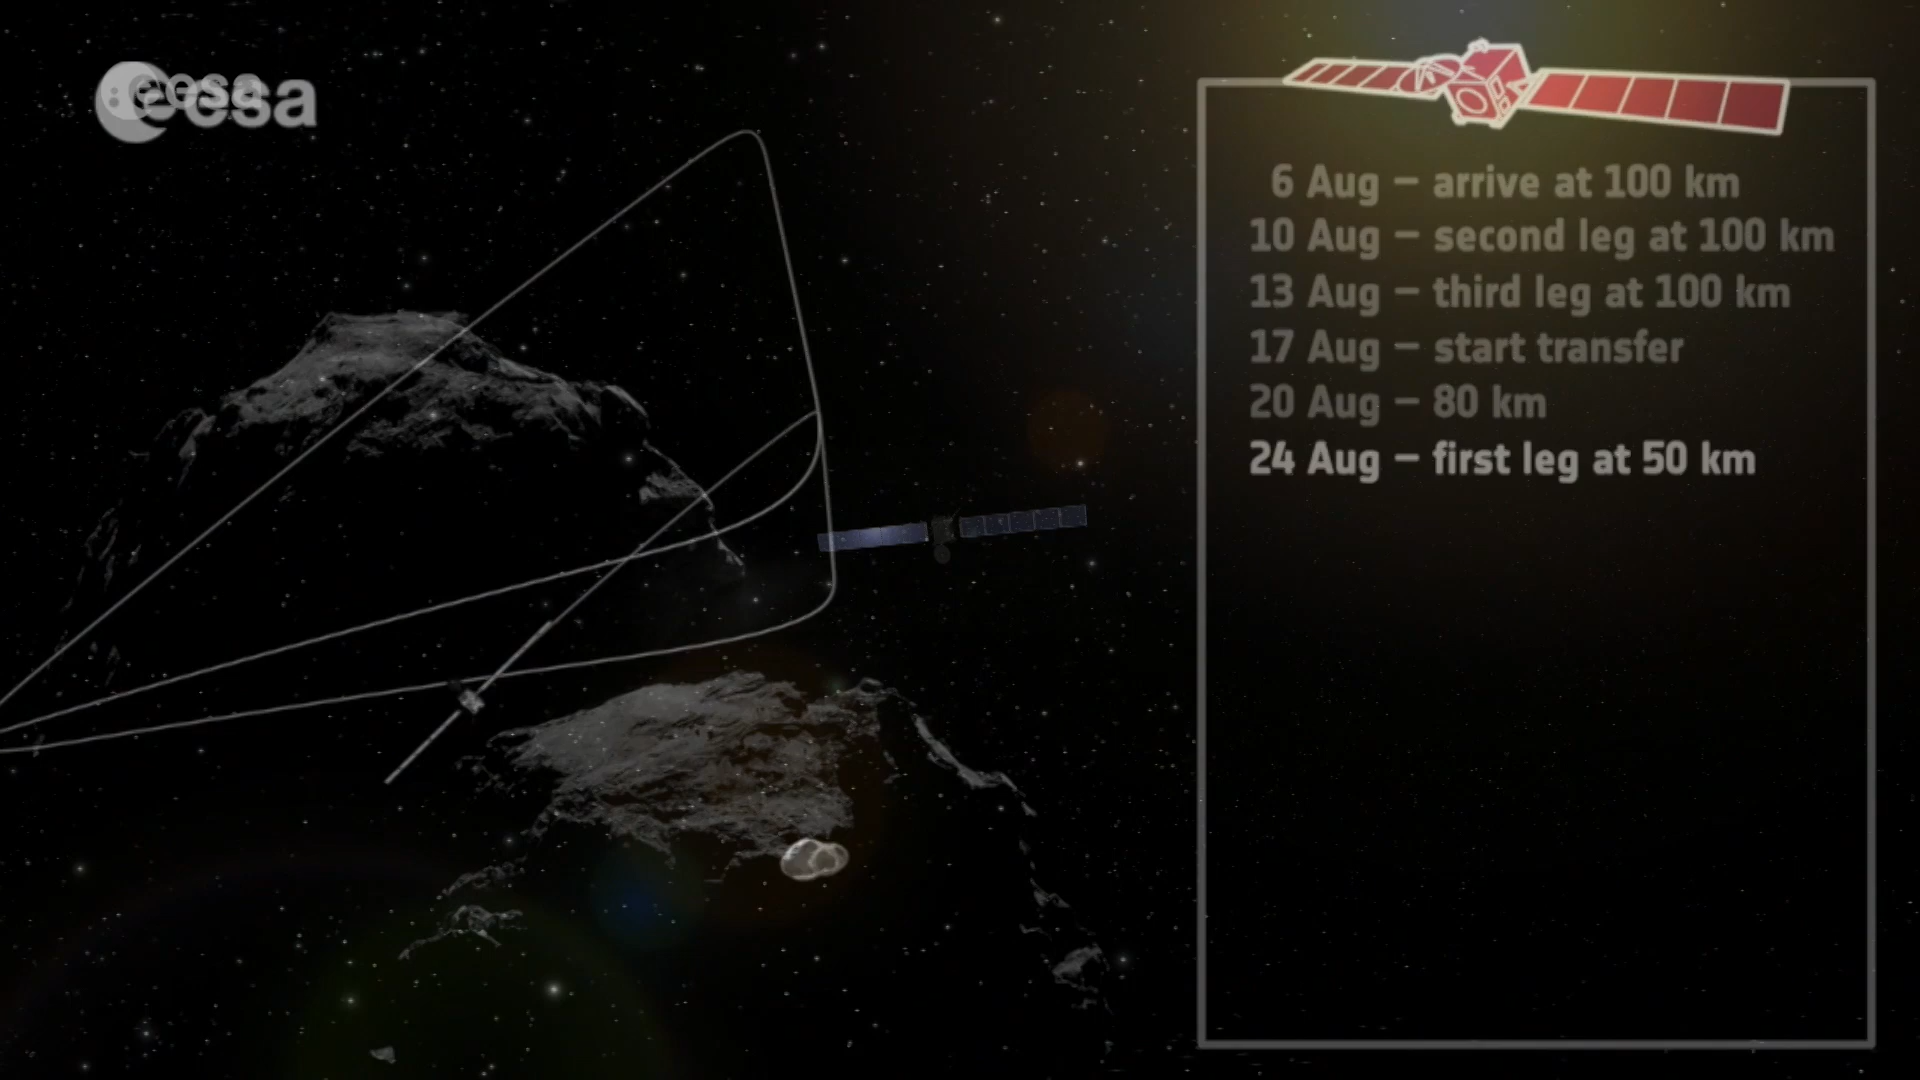 esa
esa
6 Aug – arrive at 100 km
10 Aug – second leg at 100 km
13 Aug – third leg at 100 km
17 Aug – start transfer
20 Aug – 80 km
24 Aug – first leg at 50 km